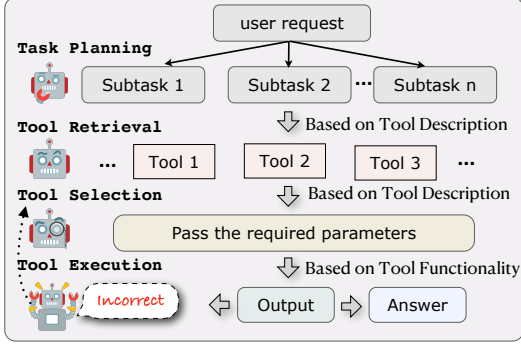 user request
Task Planning
Subtask 1 Subtask 2 ... Subtask n
Based on Tool Description
Tool Retrieval
... Tool 1 Tool 2 Tool 3 ...
Tool Selection
Based on Tool Description
Pass the required parameters
Tool Execution
Based on Tool Functionality
Incorrect Output Answer